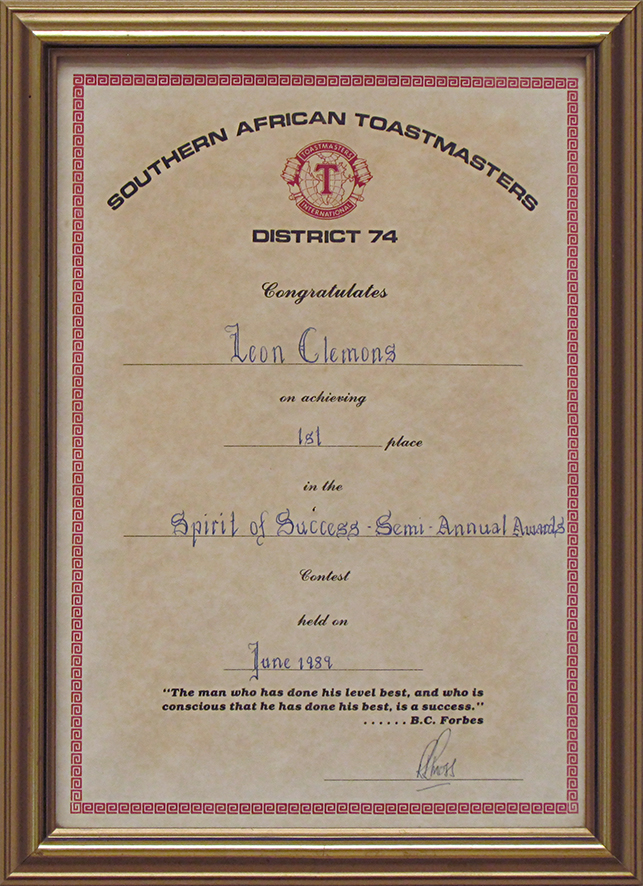 SOUTHERN AFRICAN TOASTMASTERS
TOASTMASTERS
T
INTERNATIONAL
DISTRICT 74
Congratulates
Leon Clemons
on achieving
1st place
in the
Spirit of Success - Semi - Annual Awards
Contest
held on
June 1989
"The man who has done his level best, and who is
conscious that he has done his best, is a success."
. . . . . . B.C. Forbes